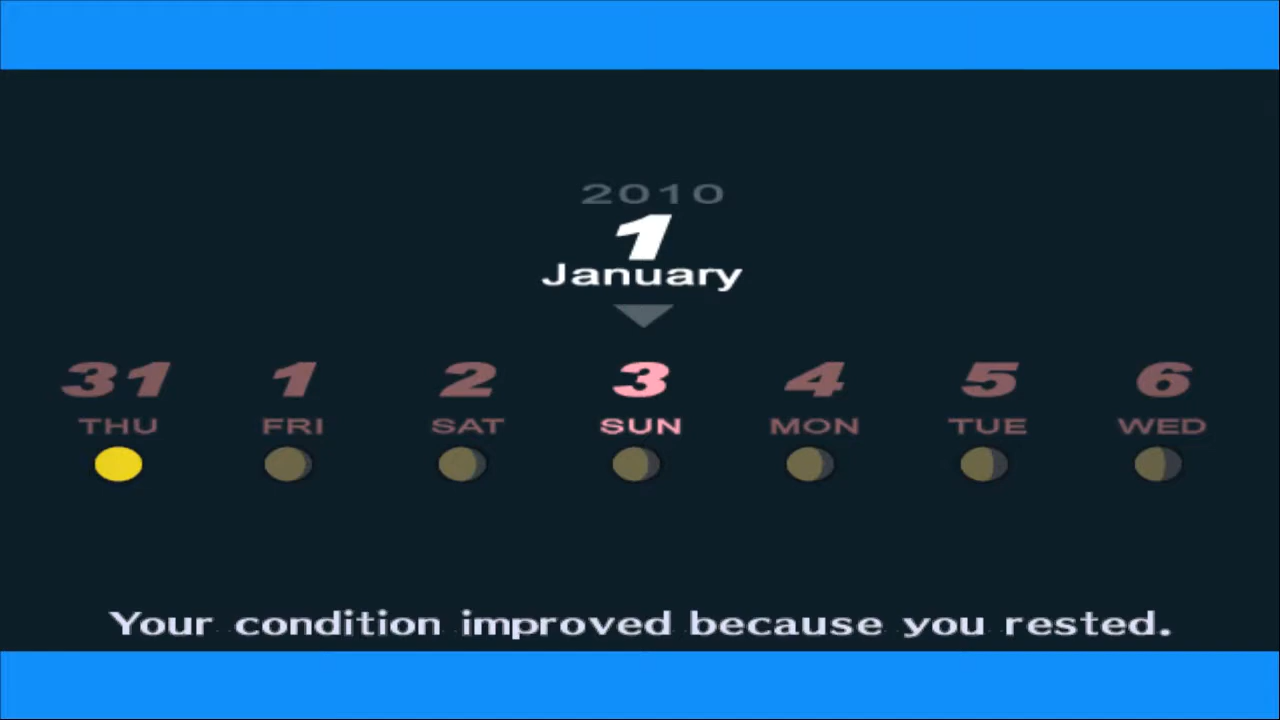 2010
1
January
31 1 2 3 4 5 6
THU FRI SAT SUN MON TUE WED
Your condition improved because you rested.